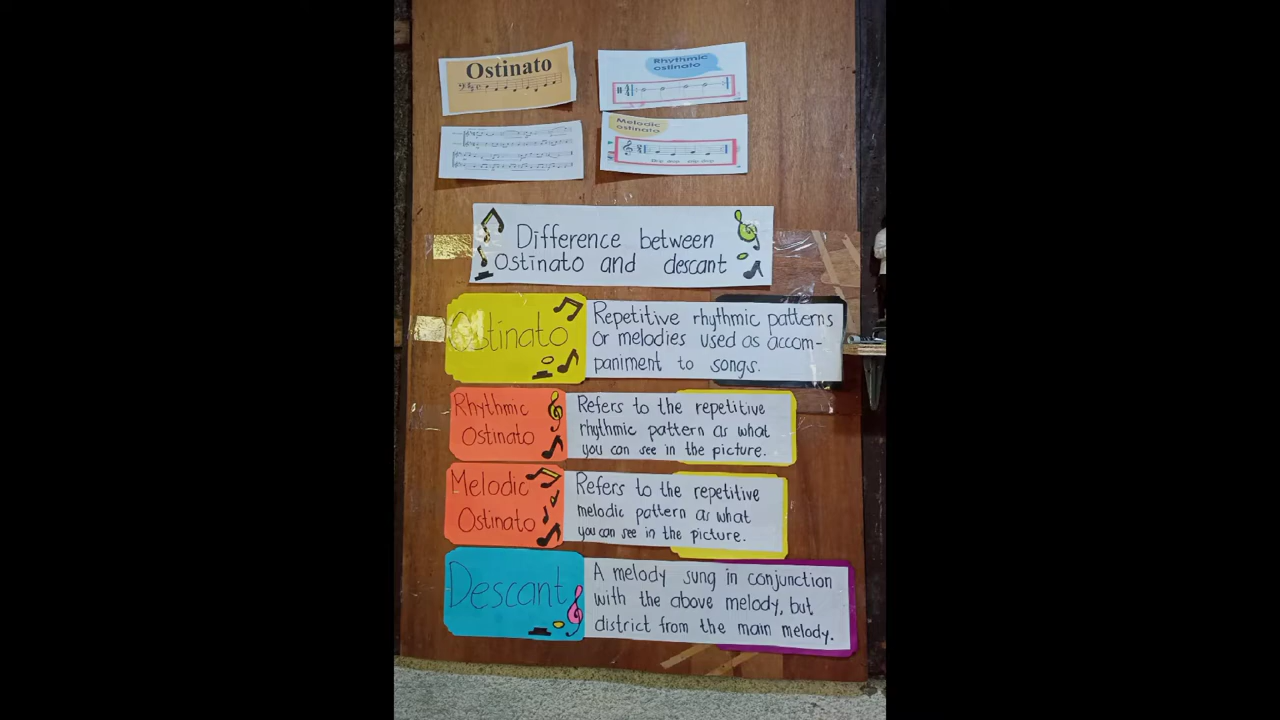 Ostinato
Rhythmic
ostinato
Melodic
ostinato
Difference between
Ostinato and descant
Ostinato
Repetitive rhythmic patterns
or melodies used as accom-
paniment to songs.
Rhythmic
Ostinato
Refers to the repetitive
rhythmic pattern as what
you can see in the picture.
Melodic
Ostinato
Refers to the repetitive
melodic pattern as what
you can see in the picture.
Descant
A melody sung in conjunction
with the above melody, but
district from the main melody.